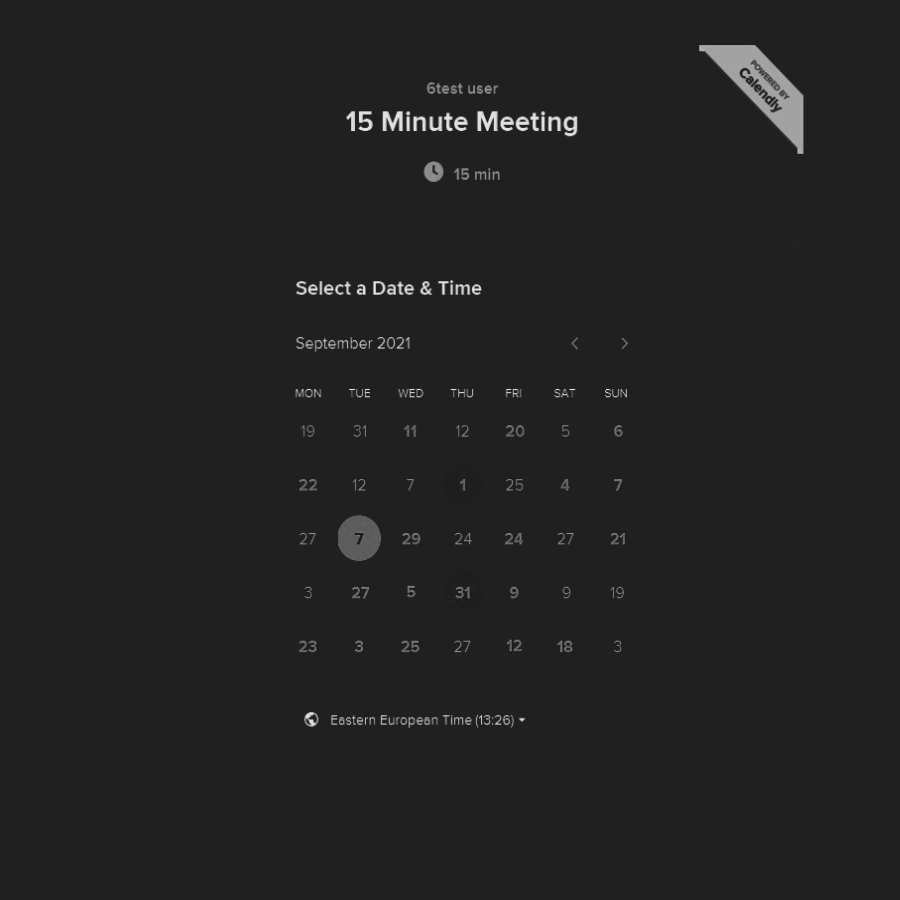 POWERED BY
Calendly
6test user
15 Minute Meeting
15 min
Select a Date & Time
September 2021
MON TUE WED THU FRI SAT SUN
19 31 11 12 20 5 6
22 12 7 1 25 4 7
27 7 29 24 24 27 21
3 27 5 31 9 9 19
23 3 25 27 12 18 3
Eastern European Time (13:26)